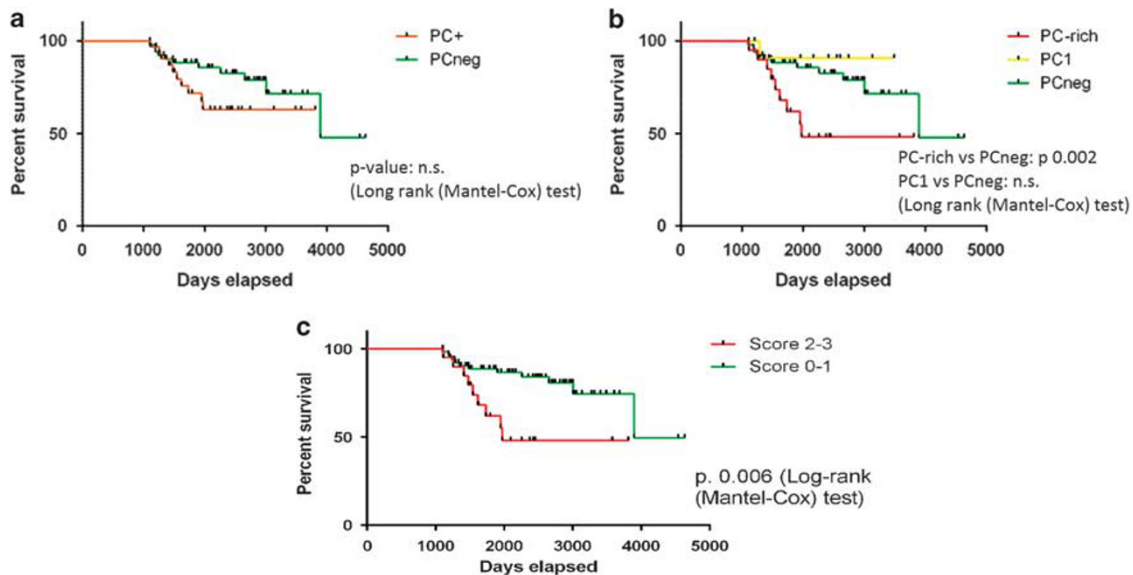 a
PC+
PCneg
100
50
0
Percent survival
p-value: n.s.
(Long rank (Mantel-Cox) test)
0 1000 2000 3000 4000 5000
Days elapsed
b
PC-rich
PC1
PCneg
100
50
0
Percent survival
PC-rich vs PCneg: p 0.002
PC1 vs PCneg: n.s.
(Long rank (Mantel-Cox) test)
0 1000 2000 3000 4000 5000
Days elapsed
c
Score 2-3
Score 0-1
100
50
0
Percent survival
p. 0.006 (Log-rank
(Mantel-Cox) test)
0 1000 2000 3000 4000 5000
Days elapsed